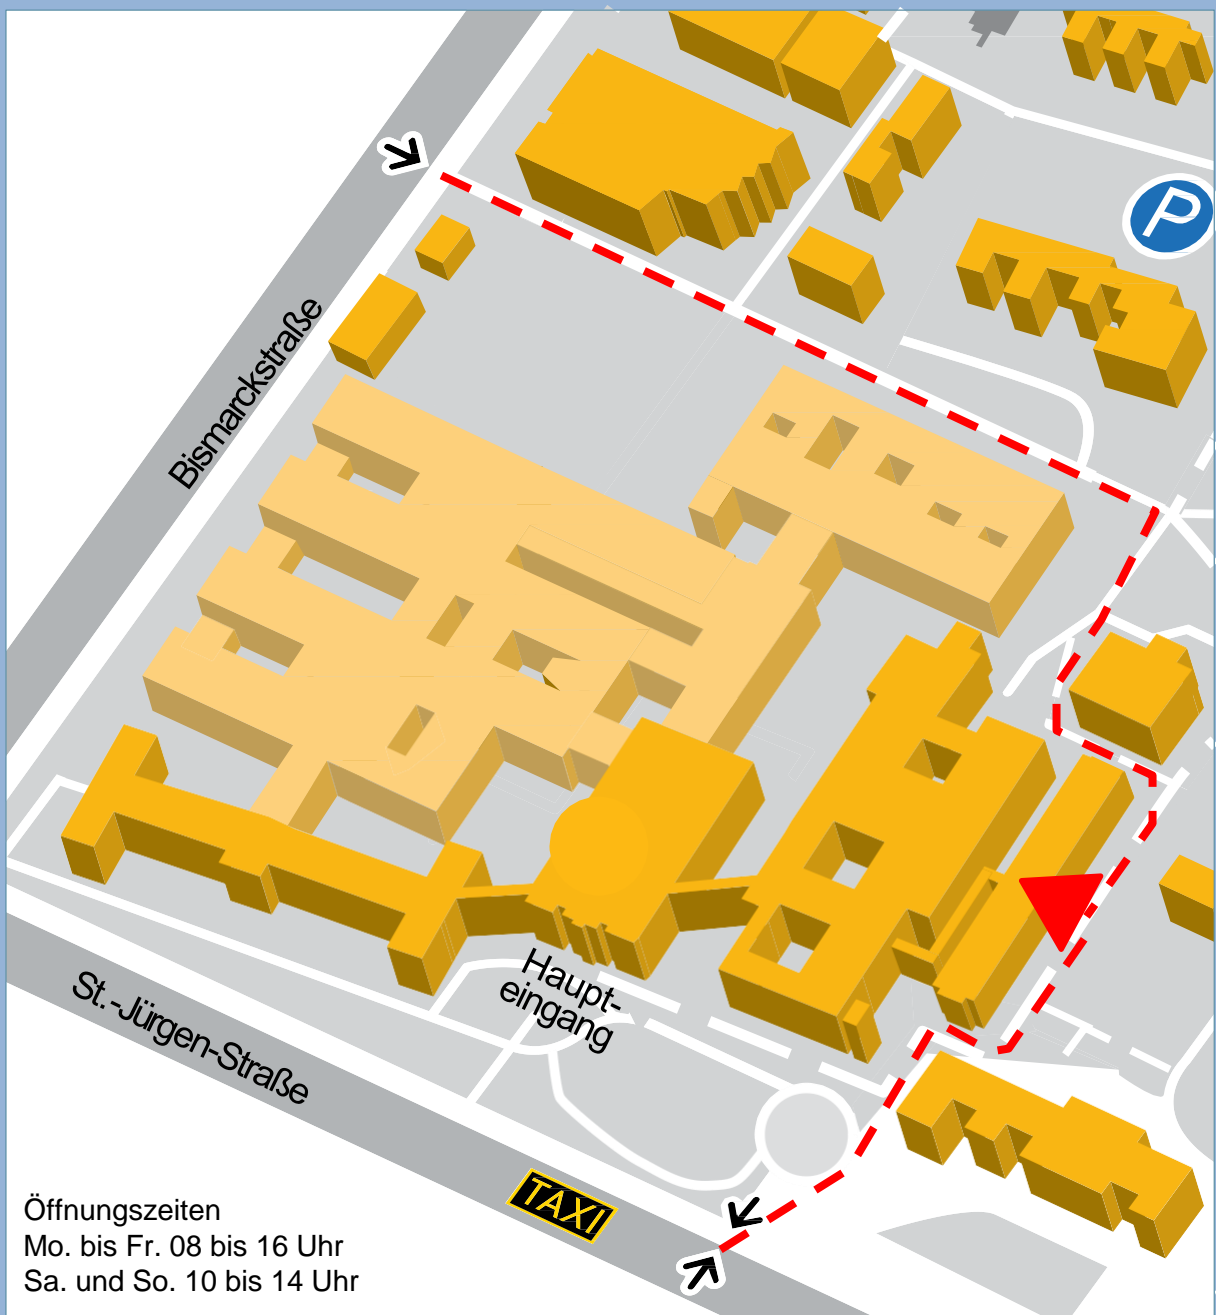 P
Bismarckstraße
Haupt-
eingang
St.-Jürgen-Straße
TAXI
Öffnungszeiten
Mo. bis Fr. 08 bis 16 Uhr
Sa. und So. 10 bis 14 Uhr